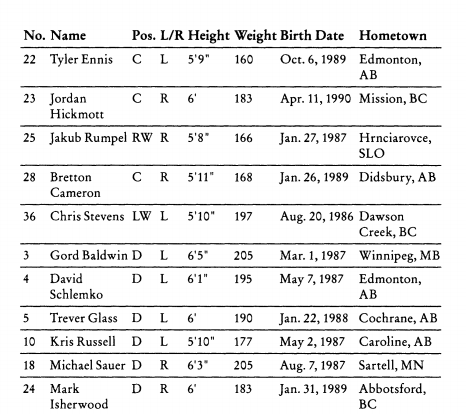 No. Name Pos. L/R Height Weight Birth Date Hometown
22 Tyler Ennis C L 5'9" 160 Oct. 6, 1989 Edmonton,
AB
23 Jordan C R 6' 183 Apr. 11, 1990 Mission, BC
Hickmott
25 Jakub Rumpel RW R 5'8" 166 Jan. 27, 1987 Hrnciarovce,
SLO
28 Bretton C R 5'11" 168 Jan. 26, 1989 Didsbury, AB
Cameron
36 Chris Stevens LW L 5'10" 197 Aug. 20, 1986 Dawson
Creek, BC
3 Gord Baldwin D L 6'5" 205 Mar. 1, 1987 Winnipeg, MB
4 David D L 6'1" 195 May 7, 1987 Edmonton,
Schlemko AB
5 Trever Glass D L 6' 190 Jan. 22, 1988 Cochrane, AB
10 Kris Russell D L 5'10" 177 May 2, 1987 Caroline, AB
18 Michael Sauer D R 6'3" 205 Aug. 7, 1987 Sartell, MN
24 Mark D R 6' 183 Jan. 31, 1989 Abbotsford,
Isherwood BC